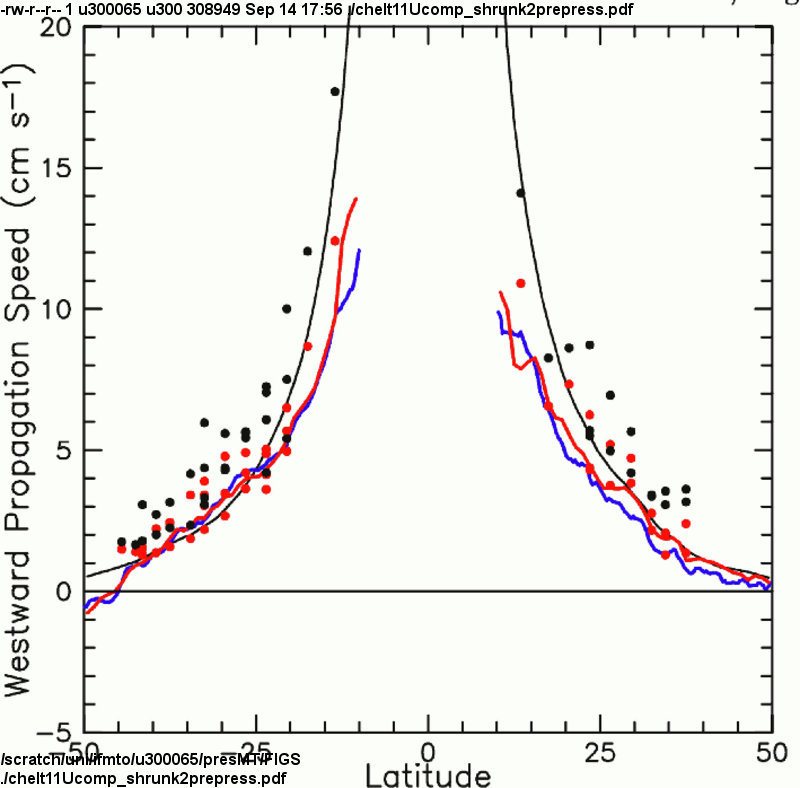 -rw-r--r-- 1 u300065 u300 308949 Sep 14 17:56 ./chelt11Ucomp_shrunk2prepress.pdf
20
15
10
5
0
−5
Westward Propagation Speed (cm s−1)
−50 −25 0 25 50
Latitude
/scratch/uni/ifmto/u300065/presMT/FIGS
./chelt11Ucomp_shrunk2prepress.pdf